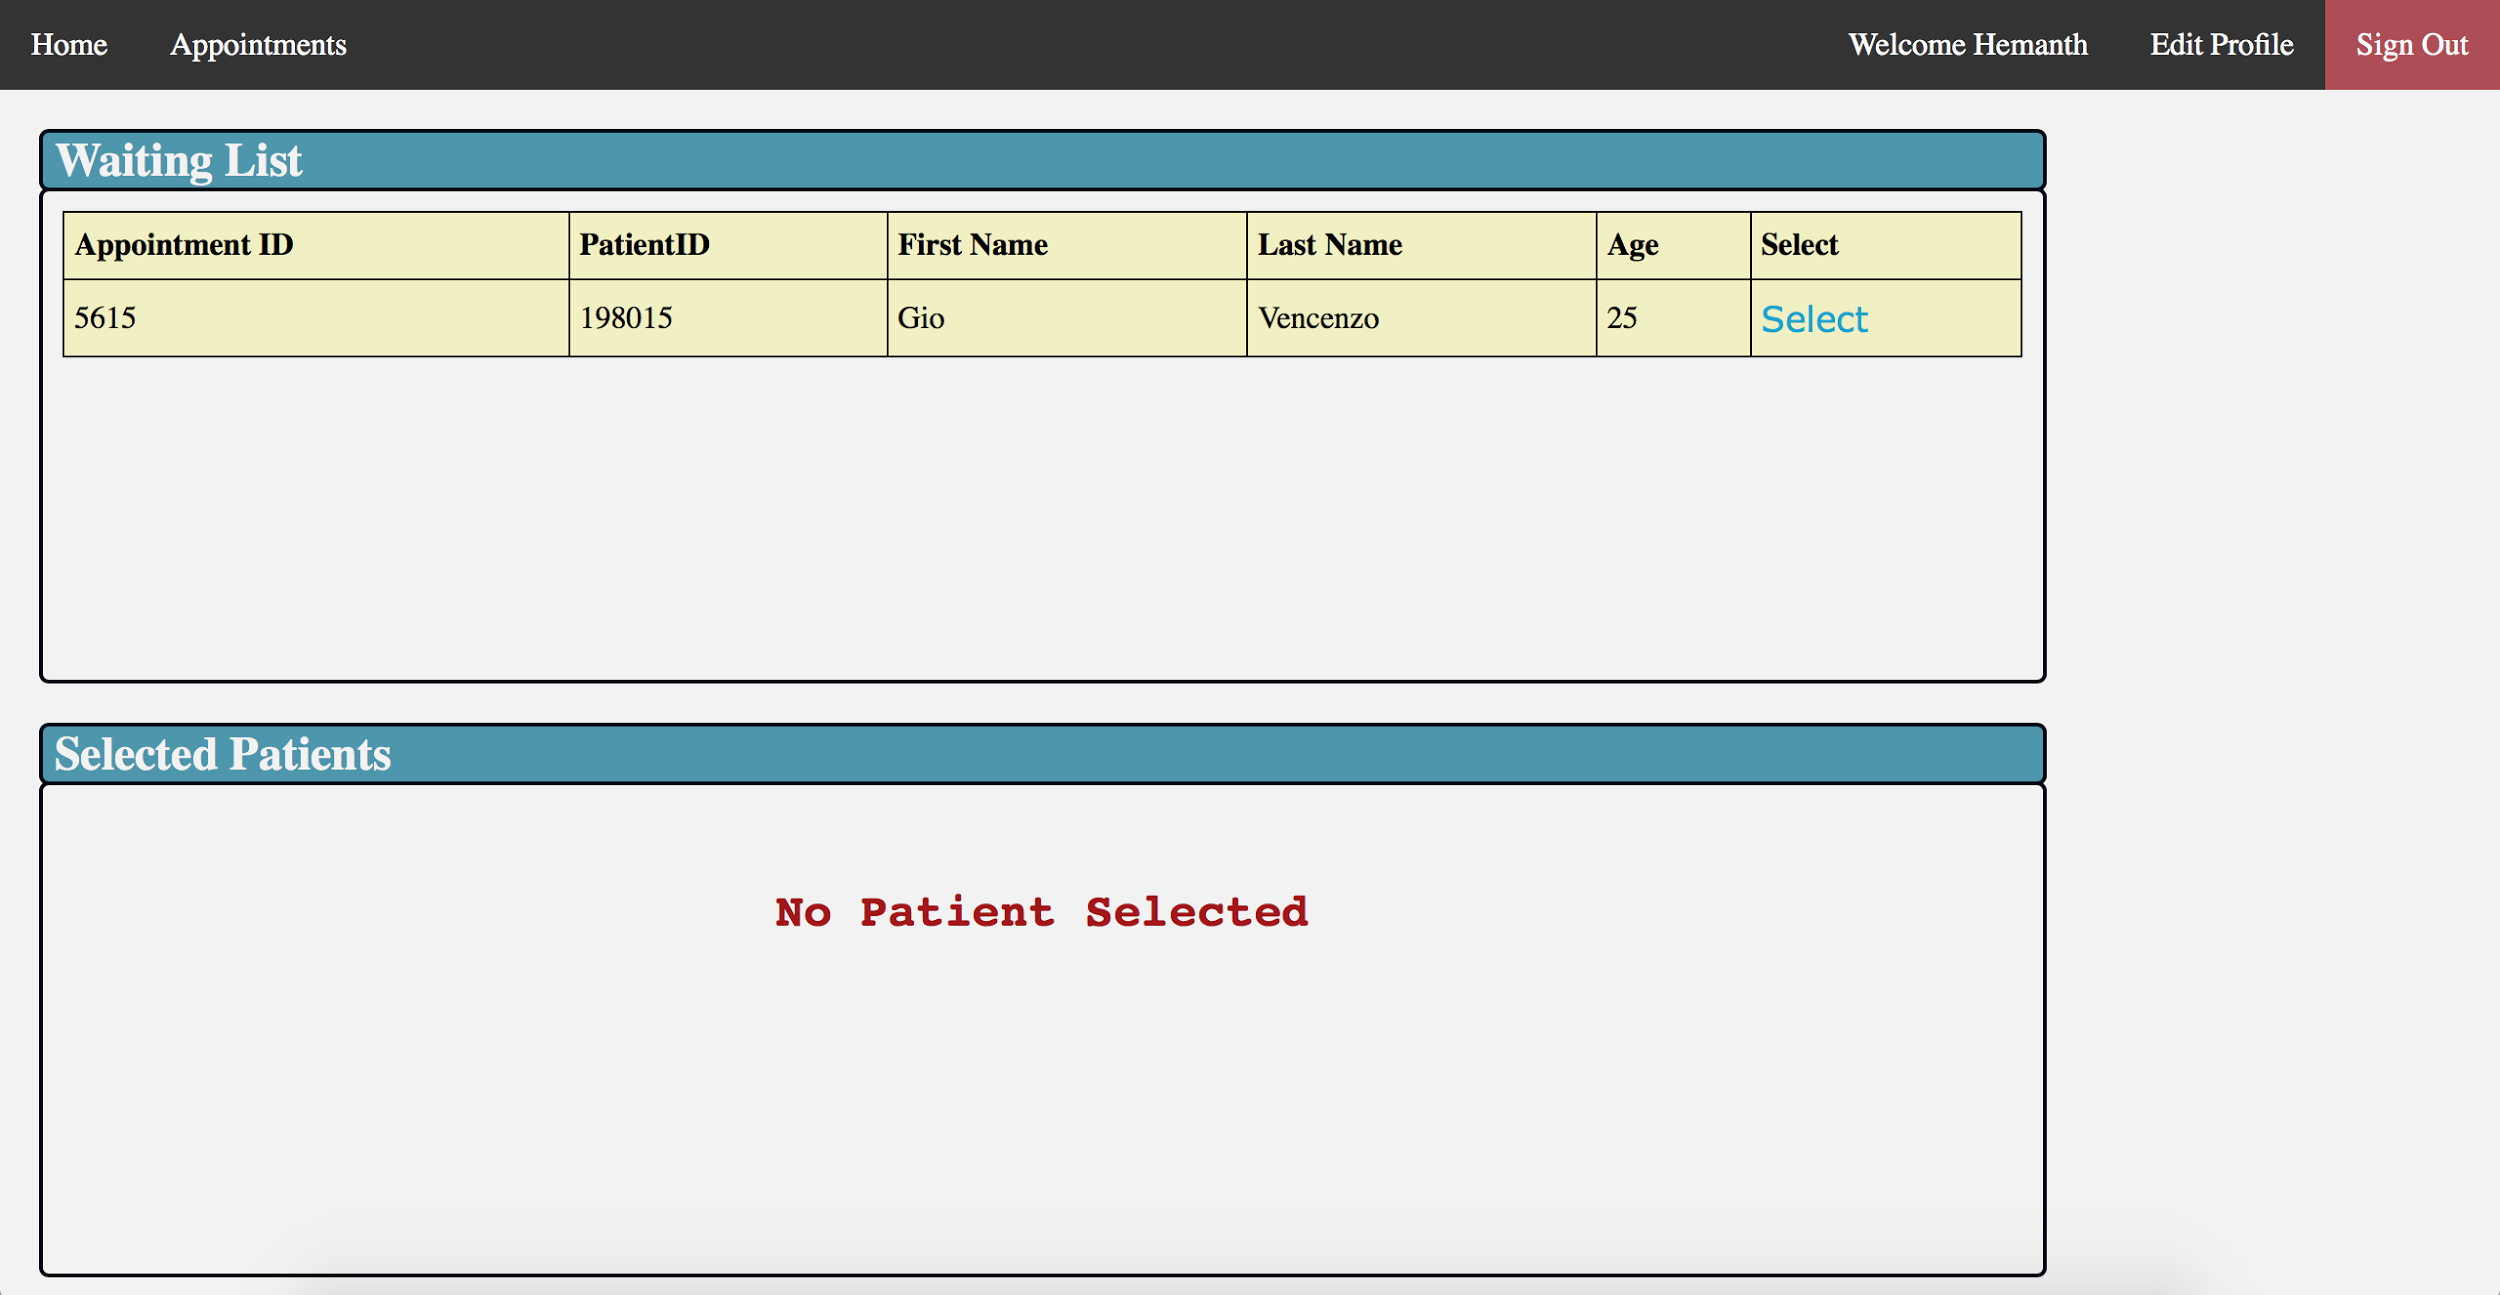 Home Appointments Welcome Hemanth Edit Profile Sign Out
Waiting List
Appointment ID PatientID First Name Last Name Age Select
5615 198015 Gio Vencenzo 25 Select
Selected Patients
No Patient Selected